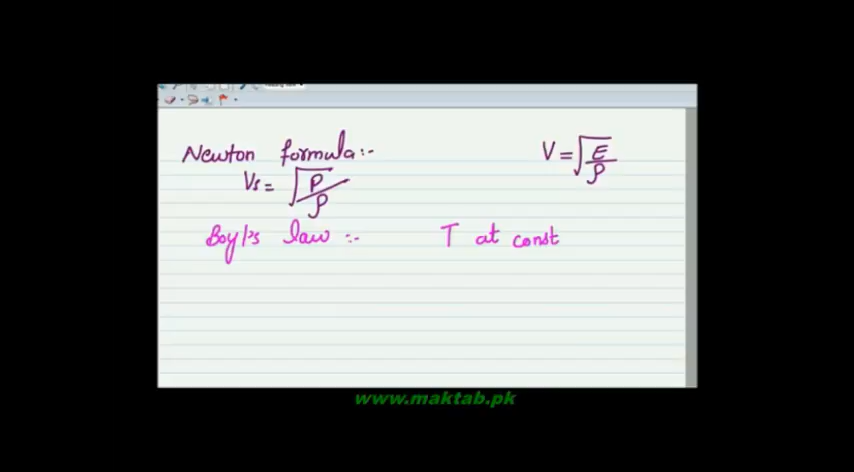 Newton formula:- V = √E/ρ
Vs = √P/ρ
Boyl's law :- T at const
www.maktab.pk